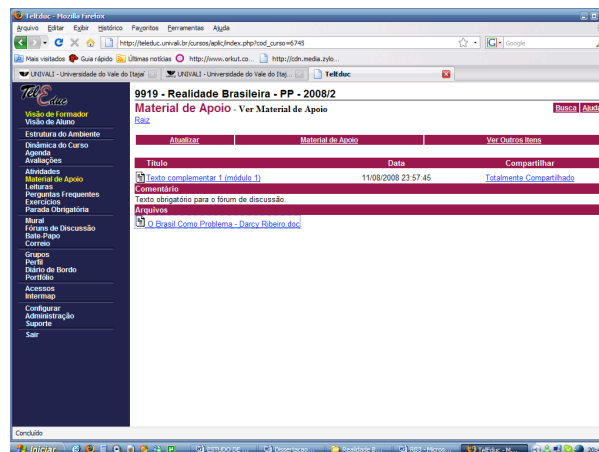 TelEduc - Mozilla Firefox
Arquivo Editar Exibir Histórico Favoritos Ferramentas Ajuda
http://teleduc.univali.br/cursos/aplic/index.php?cod_curso=6745
Google
Mais visitados Guia rápido Últimas notícias http://www.orkut.co... http://cdn.media.zylo...
UNIVALI - Universidade do Vale do Itajaí UNIVALI - Universidade do Vale do Itaj... TelEduc
TelEduc
Visão de Formador
Visão de Aluno
Estrutura do Ambiente
Dinâmica do Curso
Agenda
Avaliações
Atividades
Material de Apoio
Leituras
Perguntas Frequentes
Exercícios
Parada Obrigatória
Mural
Fóruns de Discussão
Bate-Papo
Correio
Grupos
Perfil
Diário de Bordo
Portfólio
Acessos
Intermap
Configurar
Administração
Suporte
Sair
9919 - Realidade Brasileira - PP - 2008/2
Material de Apoio - Ver Material de Apoio
Busca Ajuda
Raiz
Atualizar Material de Apoio Ver Outros Itens
Título Data Compartilhar
Texto complementar 1 (módulo 1) 11/08/2008 23:57:45 Totalmente Compartilhado
Comentário
Texto obrigatório para o fórum de discussão.
Arquivos
O Brasil Como Problema - Darcy Ribeiro.doc
Concluído
Iniciar ESTUDO DE ... Dissertacao... Realidade B... - Micros... TelEduc - M...